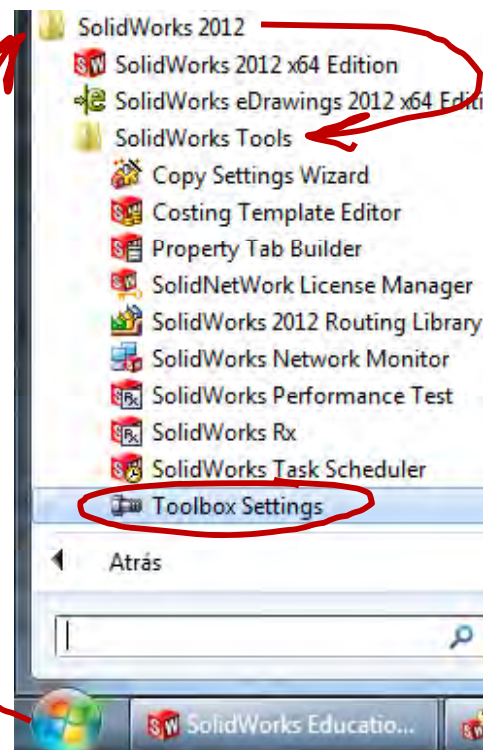 SolidWorks 2012
SolidWorks 2012 x64 Edition
SolidWorks eDrawings 2012 x64 Editi
SolidWorks Tools
Copy Settings Wizard
Costing Template Editor
Property Tab Builder
SolidNetWork License Manager
SolidWorks 2012 Routing Library
SolidWorks Network Monitor
SolidWorks Performance Test
SolidWorks Rx
SolidWorks Task Scheduler
Toolbox Settings
Atrás
SolidWorks Educatio...